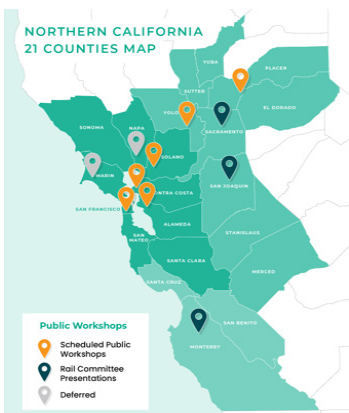 NORTHERN CALIFORNIA
21 COUNTIES MAP
YUBA
PLACER
SUTTER
EL DORADO
YOLO
SONOMA
NAPA
SACRAMENTO
SOLANO
MARIN
SAN JOAQUIN
ONTRA COSTA
SAN FRANCISCO
ALAMEDA
STANISLAUS
SAN
MATEO
SANTA CLARA
MERCED
SANTA CRUZ
SAN BENITO
MONTEREY
Public Workshops
Scheduled Public
Workshops
Rail Committee
Presentations
Deferred